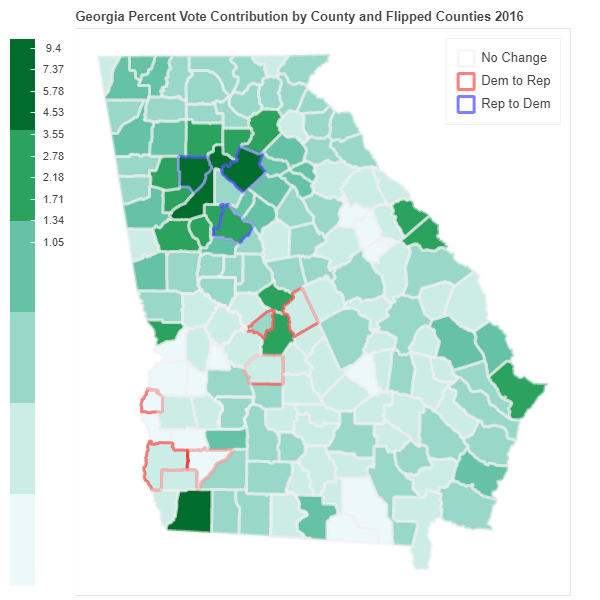 Georgia Percent Vote Contribution by County and Flipped Counties 2016
No Change
Dem to Rep
Rep to Dem
9.4
7.37
5.78
4.53
3.55
2.78
2.18
1.71
1.34
1.05